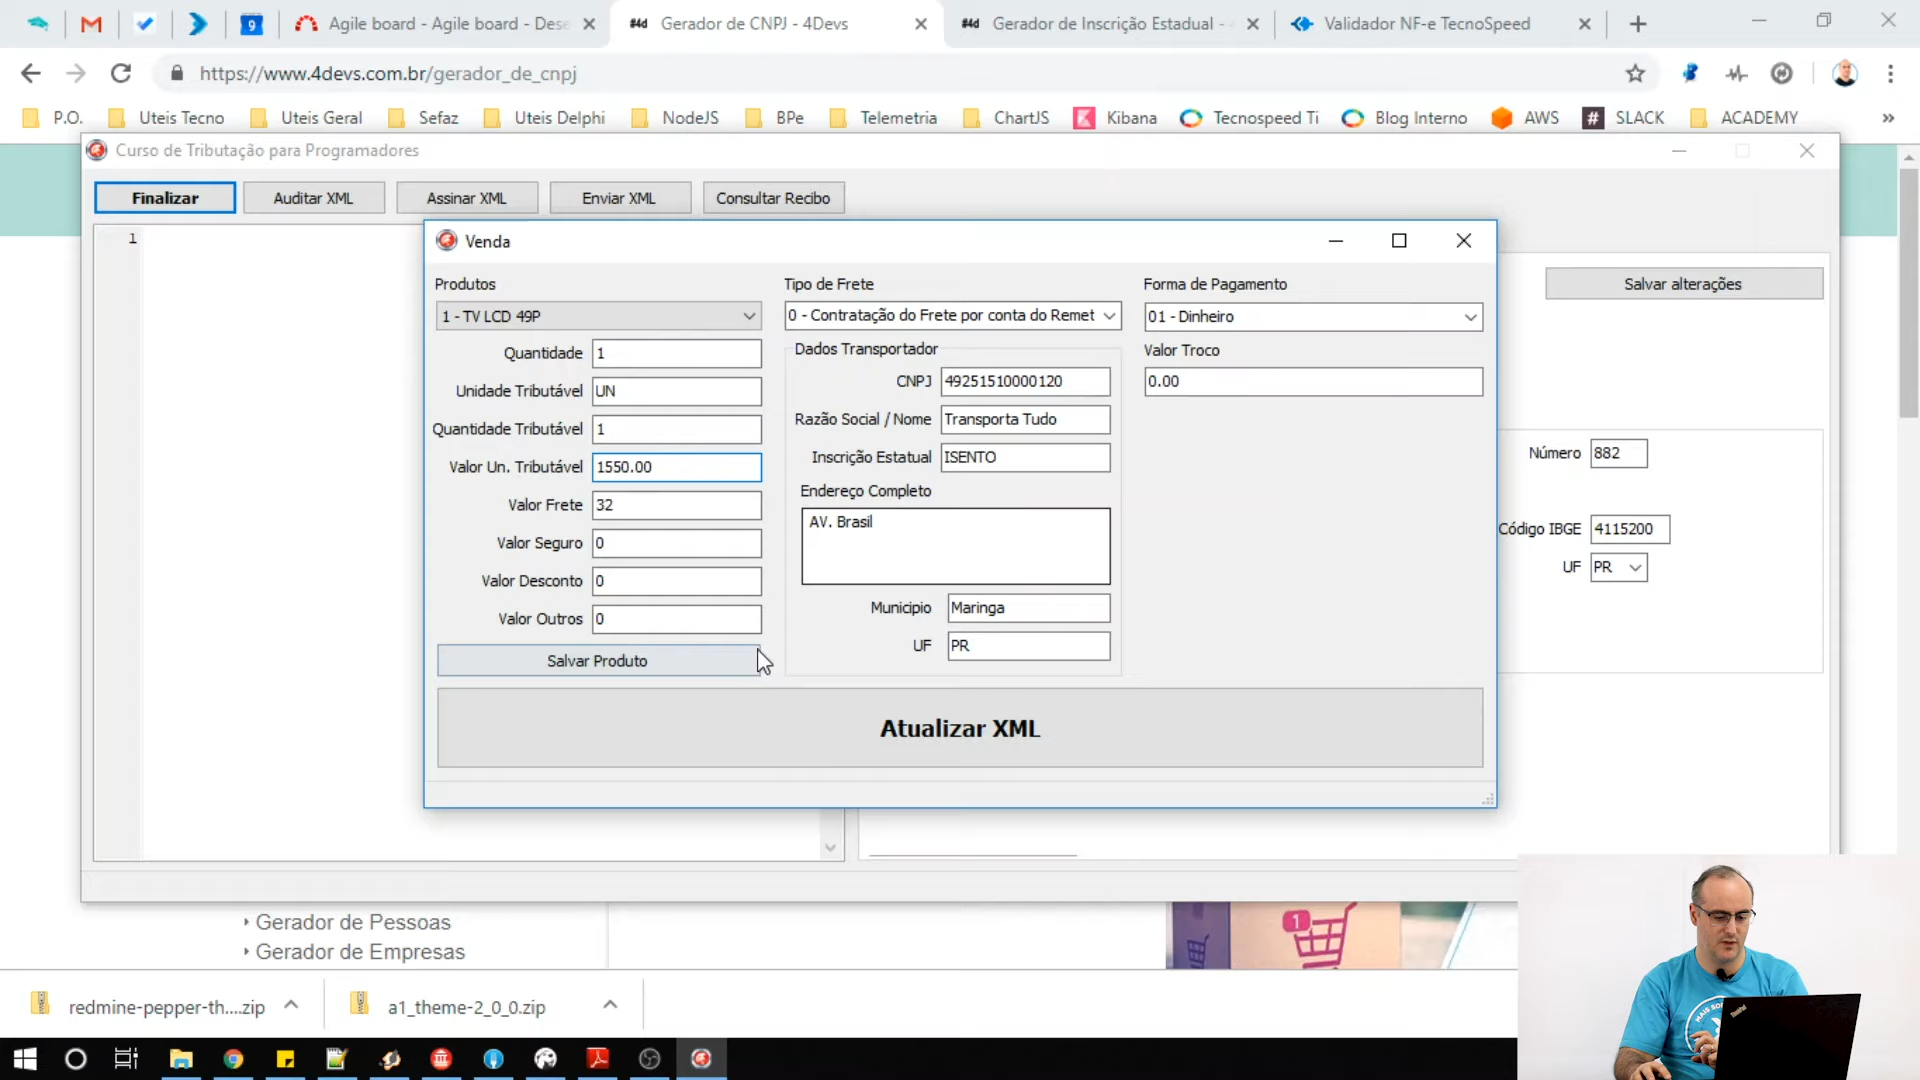 Agile board - Agile board - Dese
#4d Gerador de CNPJ - 4Devs
#4d Gerador de Inscrição Estadual -
Validador NF-e TecnoSpeed
https://www.4devs.com.br/gerador_de_cnpj
P.O.
Uteis Tecno
Uteis Geral
Sefaz
Uteis Delphi
NodeJS
BPe
Telemetria
ChartJS
Kibana
Tecnospeed Ti
Blog Interno
AWS
SLACK
ACADEMY
Curso de Tributação para Programadores
Finalizar
Auditar XML
Assinar XML
Enviar XML
Consultar Recibo
1
Venda
Produtos
1 - TV LCD 49P
Quantidade 1
Unidade Tributável UN
Quantidade Tributável 1
Valor Un. Tributável 1550.00
Valor Frete 32
Valor Seguro 0
Valor Desconto 0
Valor Outros 0
Salvar Produto
Tipo de Frete
0 - Contratação do Frete por conta do Remet
Dados Transportador
CNPJ 49251510000120
Razão Social / Nome Transporta Tudo
Inscrição Estatual ISENTO
Endereço Completo
AV. Brasil
Municipio Maringa
UF PR
Forma de Pagamento
01 - Dinheiro
Valor Troco
0.00
Atualizar XML
Salvar alterações
Número 882
Código IBGE 4115200
UF PR
Gerador de Pessoas
Gerador de Empresas
1
redmine-pepper-th....zip
a1_theme-2_0_0.zip
ThinkPad